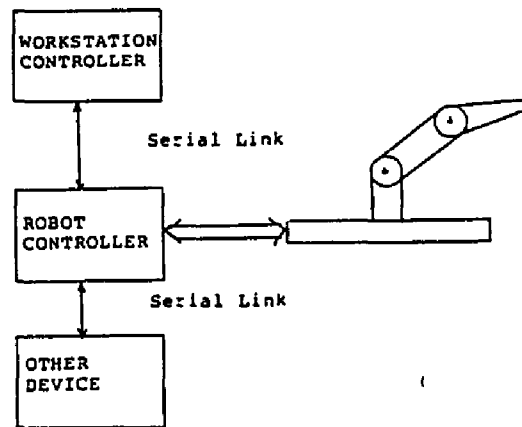 WORKSTATION
CONTROLLER
Serial Link
ROBOT
CONTROLLER
Serial Link
OTHER
DEVICE